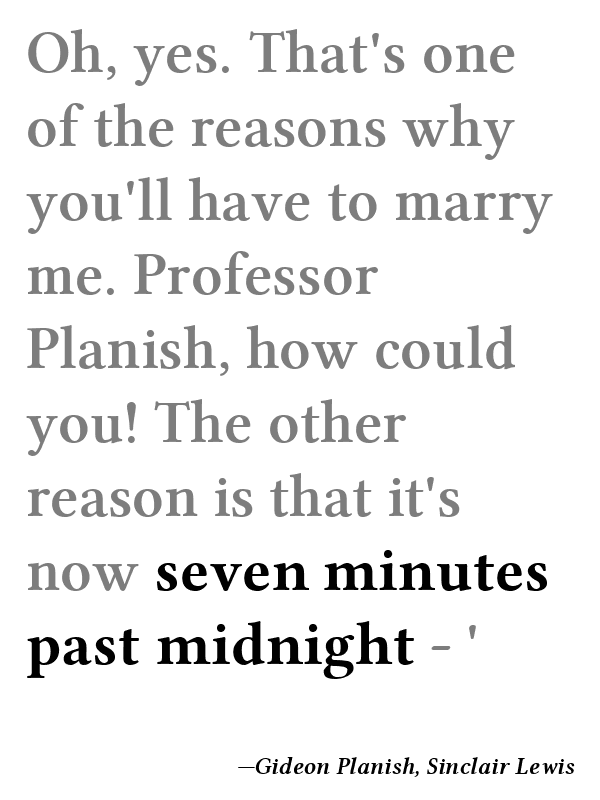 Oh, yes. That's one
of the reasons why
you'll have to marry
me. Professor
Planish, how could
you! The other
reason is that it's
now seven minutes
past midnight - '
—Gideon Planish, Sinclair Lewis